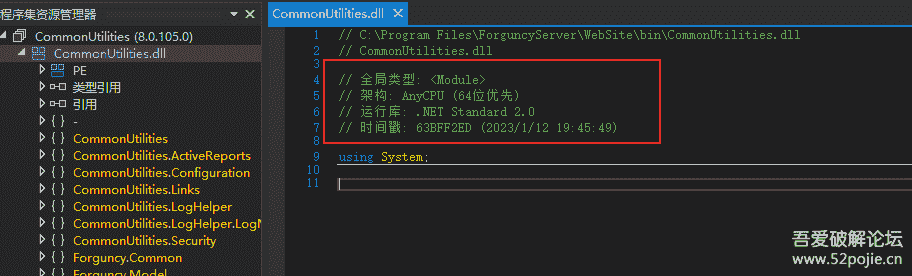 程序集资源管理器
CommonUtilities (8.0.105.0)
CommonUtilities.dll
PE
类型引用
引用
{ } -
{ } CommonUtilities
{ } CommonUtilities.ActiveReports
{ } CommonUtilities.Configuration
{ } CommonUtilities.Links
{ } CommonUtilities.LogHelper
{ } CommonUtilities.LogHelper.LogM
{ } CommonUtilities.Security
{ } Forguncy.Common
{ } Forguncy.Model
CommonUtilities.dll
1 // C:\Program Files\ForguncyServer\WebSite\bin\CommonUtilities.dll
2 // CommonUtilities.dll
3
4 // 全局类型: <Module>
5 // 架构: AnyCPU (64位优先)
6 // 运行库: .NET Standard 2.0
7 // 时间戳: 63BFF2ED (2023/1/12 19:45:49)
8
9 using System;
10
11
吾爱破解论坛
www.52pojie.cn